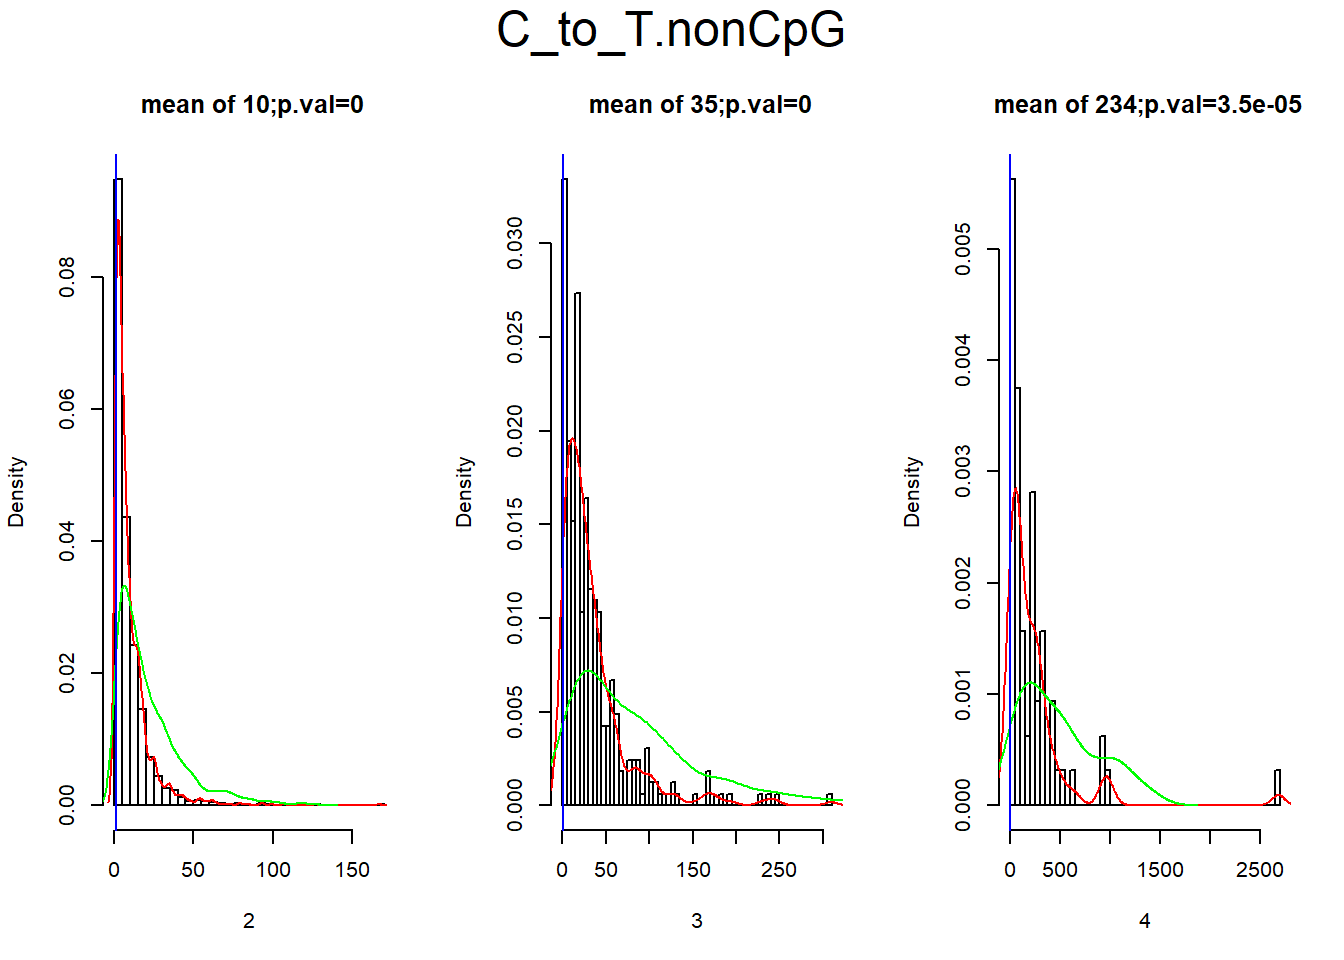 C_to_T.nonCpG
mean of 10;p.val=0
Density
0.00 0.02 0.04 0.06 0.08
0 50 100 150
2
mean of 35;p.val=0
Density
0.000 0.005 0.010 0.015 0.020 0.025 0.030
0 50 150 250
3
mean of 234;p.val=3.5e-05
Density
0.000 0.001 0.002 0.003 0.004 0.005
0 500 1500 2500
4